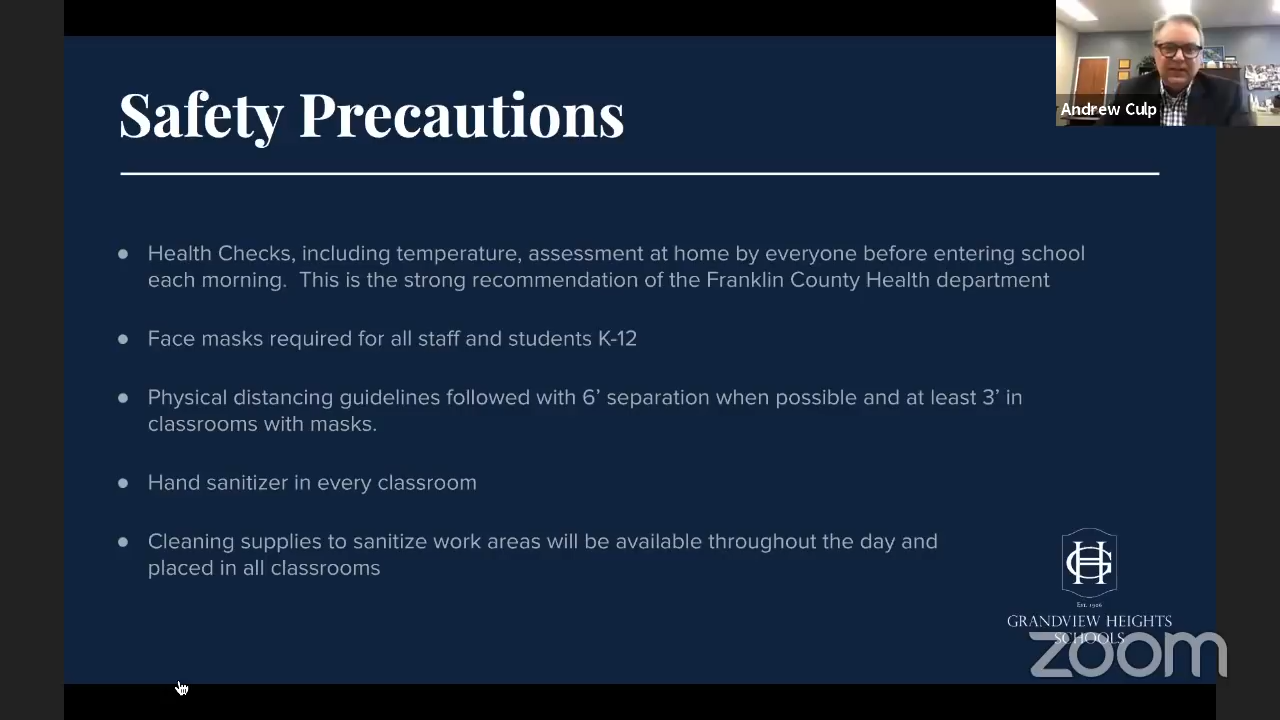 Safety Precautions
Andrew Culp
● Health Checks, including temperature, assessment at home by everyone before entering school
each morning.  This is the strong recommendation of the Franklin County Health department
● Face masks required for all staff and students K-12
● Physical distancing guidelines followed with 6’ separation when possible and at least 3’ in
classrooms with masks.
● Hand sanitizer in every classroom
● Cleaning supplies to sanitize work areas will be available throughout the day and
placed in all classrooms
GH
Est. 1906
GRANDVIEW HEIGHTS
SCHOOLS
zoom